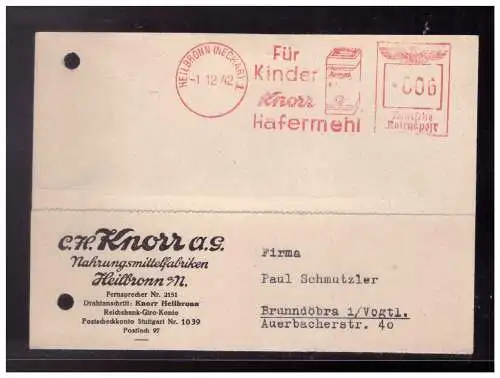 HEILBRONN (NECKAR) 1
-1.12.42
Für
Kinder
Knorr
Hafermehl
006
Deutsche
Reichspost
C.H. Knorr A.G.
Nahrungsmittelfabriken
Heilbronn a/N.
Fernsprecher Nr. 2151
Drahtanschrift: Knorr Heilbronn
Reichsbank-Giro-Konto
Postscheckkonto Stuttgart Nr. 1039
Postfach 97
Firma
Paul Schmutzler
Brunndöbra i/Vogtl.
Auerbacherstr. 40